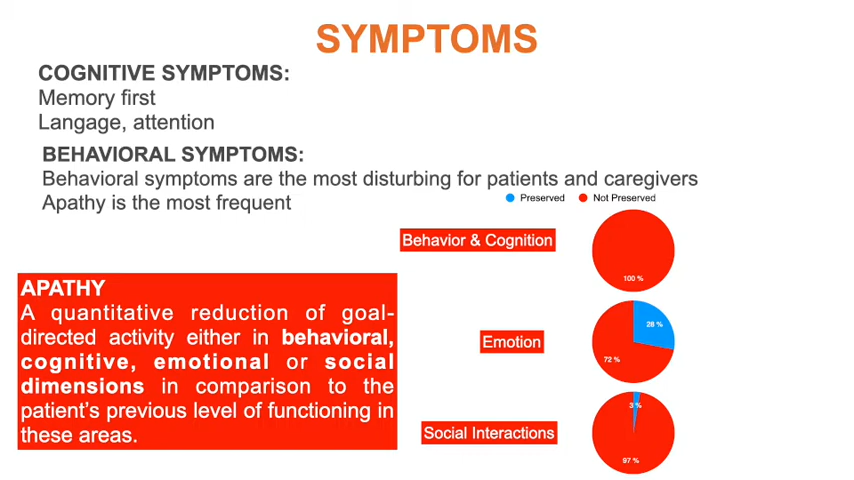 SYMPTOMS
COGNITIVE SYMPTOMS:
Memory first
Langage, attention
BEHAVIORAL SYMPTOMS:
Behavioral symptoms are the most disturbing for patients and caregivers
Apathy is the most frequent
Preserved Not Preserved
Behavior & Cognition
100 %
APATHY
A quantitative reduction of goal-
directed activity either in behavioral,
cognitive, emotional or social
dimensions in comparison to the
patient's previous level of functioning in
these areas.
Emotion
28 %
72 %
Social Interactions
3 %
97 %